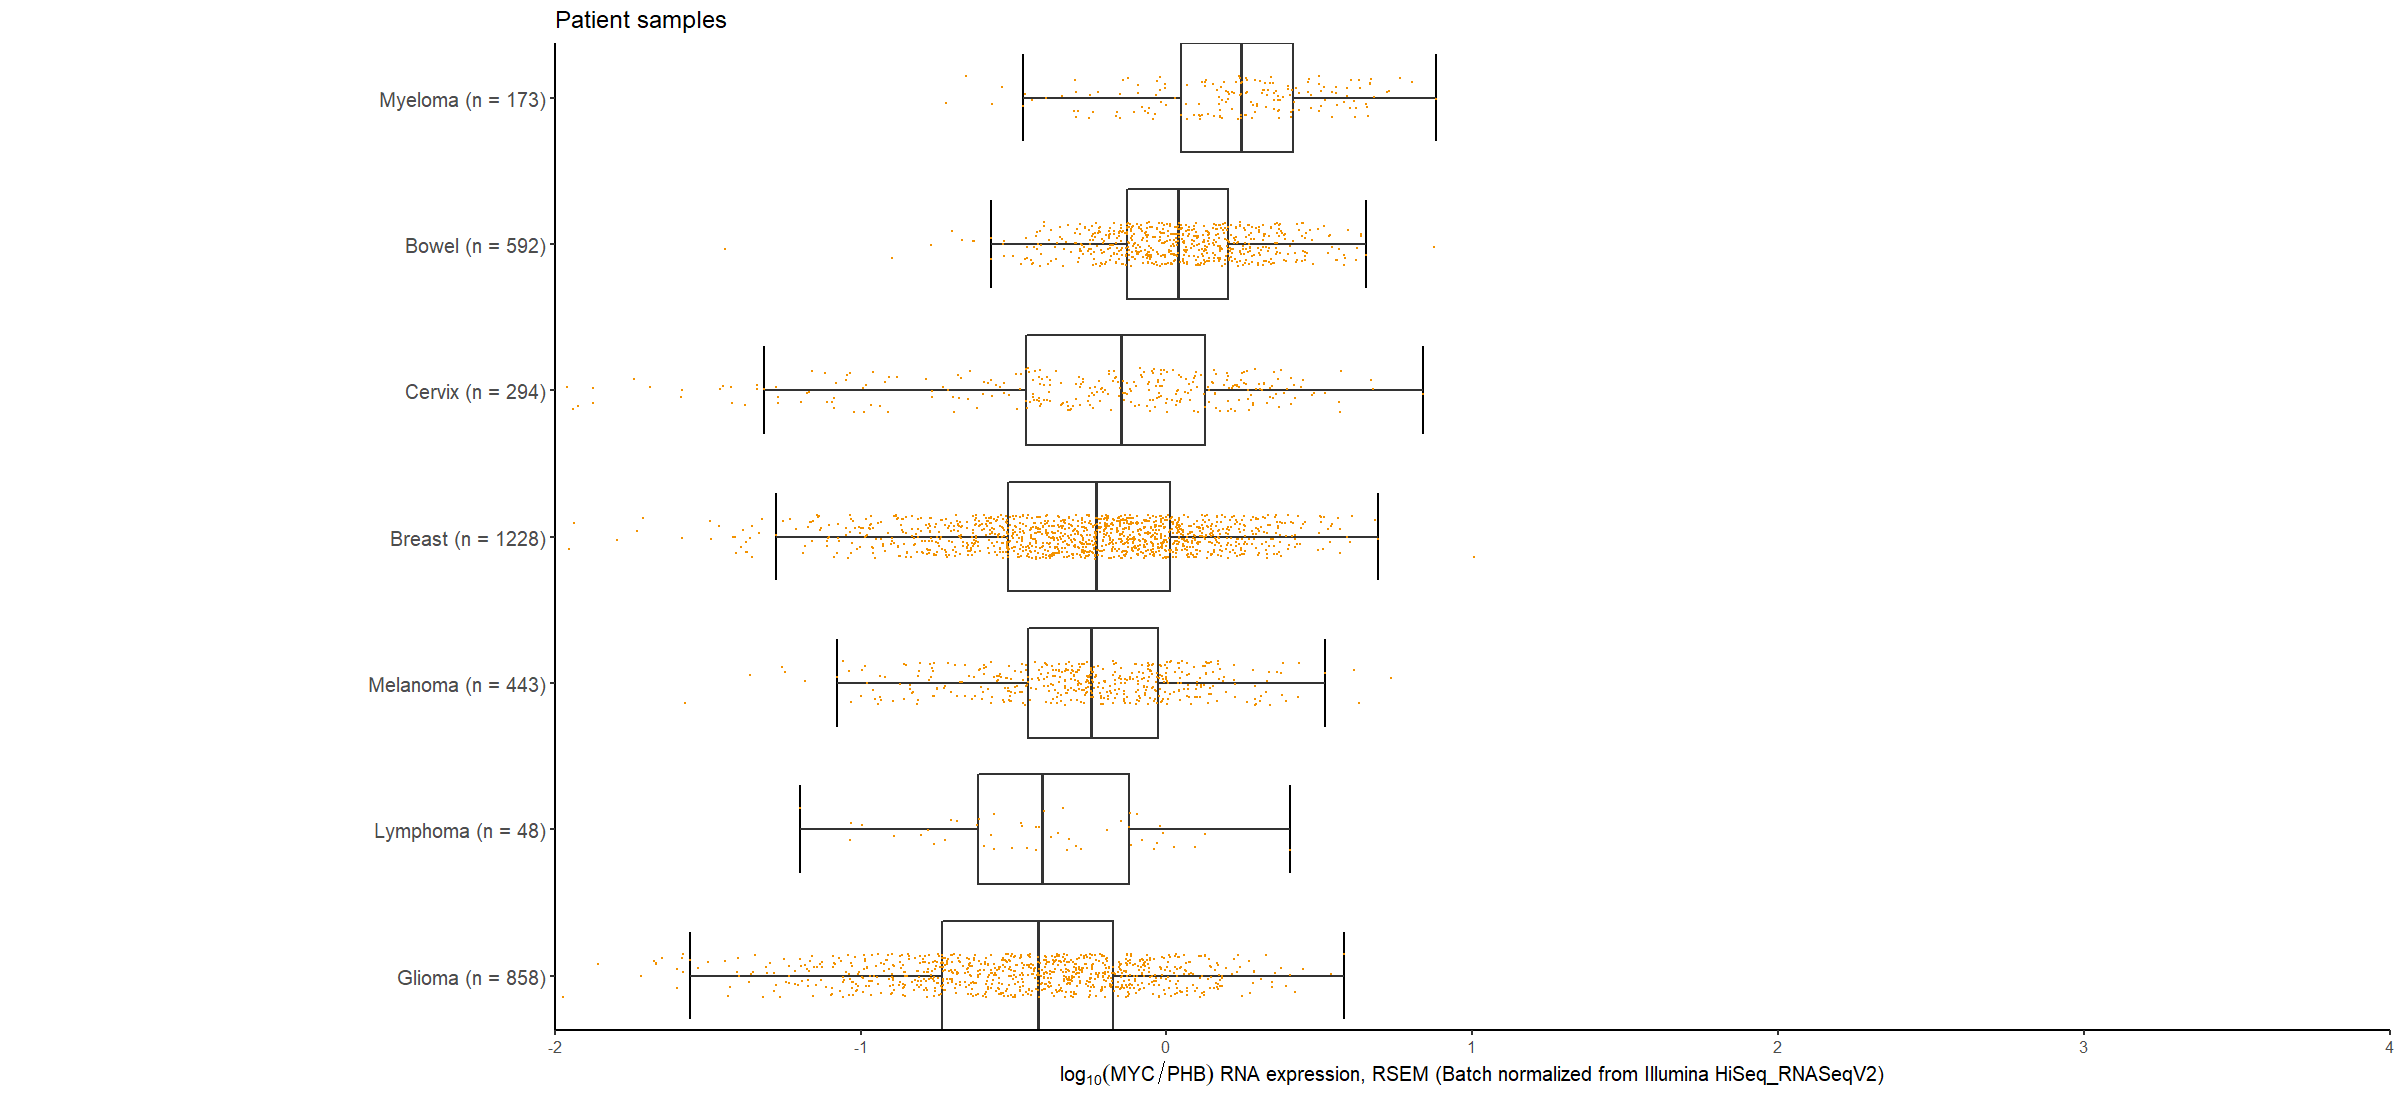 Patient samples
Myeloma (n = 173)
Bowel (n = 592)
Cervix (n = 294)
Breast (n = 1228)
Melanoma (n = 443)
Lymphoma (n = 48)
Glioma (n = 858)
-2 -1 0 1 2 3 4
log₁₀(MYC/PHB) RNA expression, RSEM (Batch normalized from Illumina HiSeq_RNASeqV2)